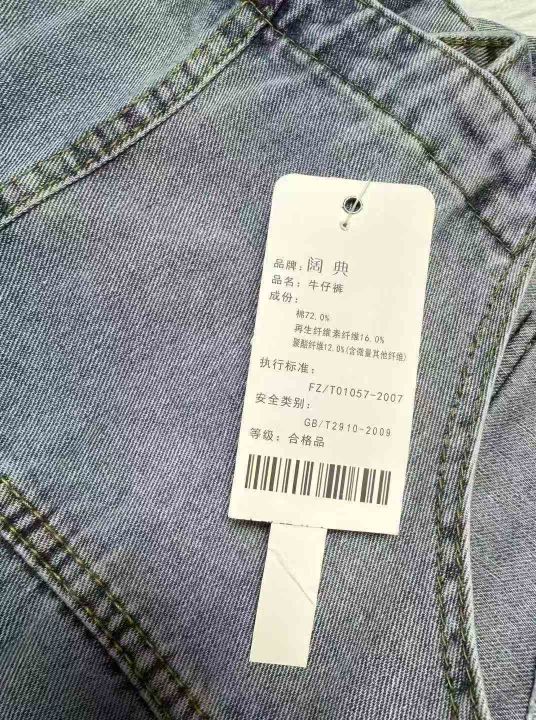 品牌:阔 典
品名:牛仔裤
成份:
棉72.0%
再生纤维素纤维16.0%
聚酯纤维12.0%(含微量其他纤维)
执行标准:
FZ/T01057-2007
安全类别:
GB/T2910-2009
等级:合格品